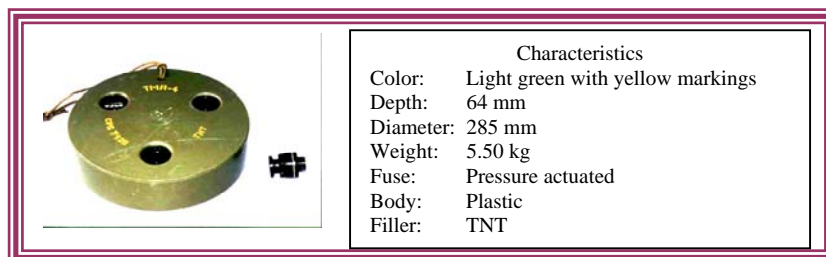 TMA-4
TNT
Characteristics
Color: Light green with yellow markings
Depth: 64 mm
Diameter: 285 mm
Weight: 5.50 kg
Fuse: Pressure actuated
Body: Plastic
Filler: TNT